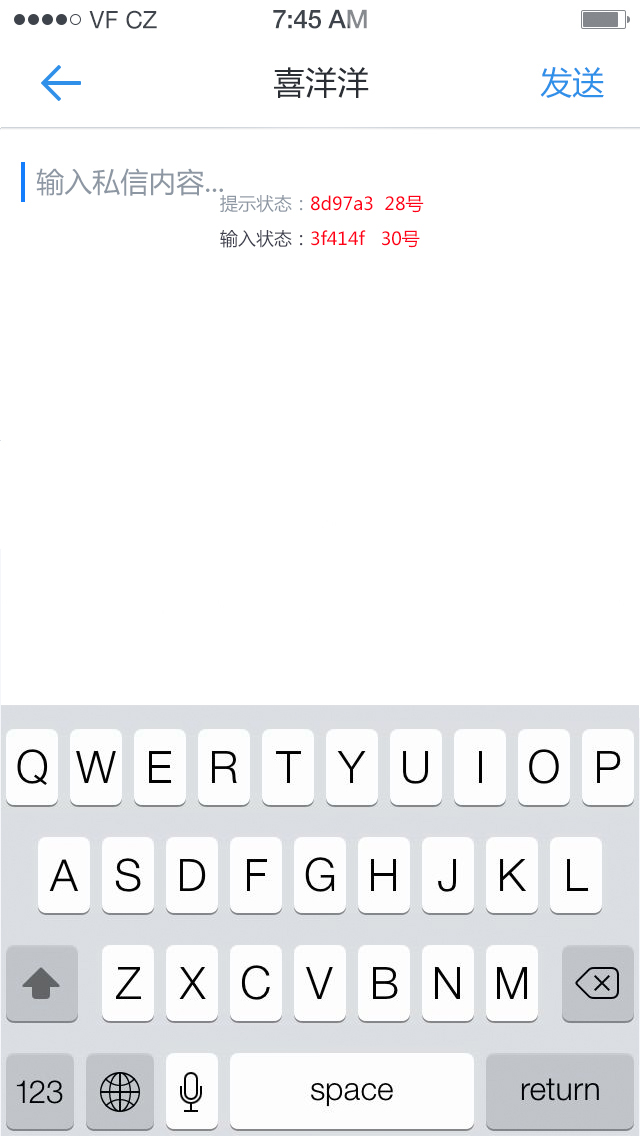 VF CZ 7:45 AM
喜洋洋 发送
输入私信内容...
提示状态：8d97a3 28号
输入状态：3f414f 30号
Q W E R T Y U I O P
A S D F G H J K L
Z X C V B N M
123 space return